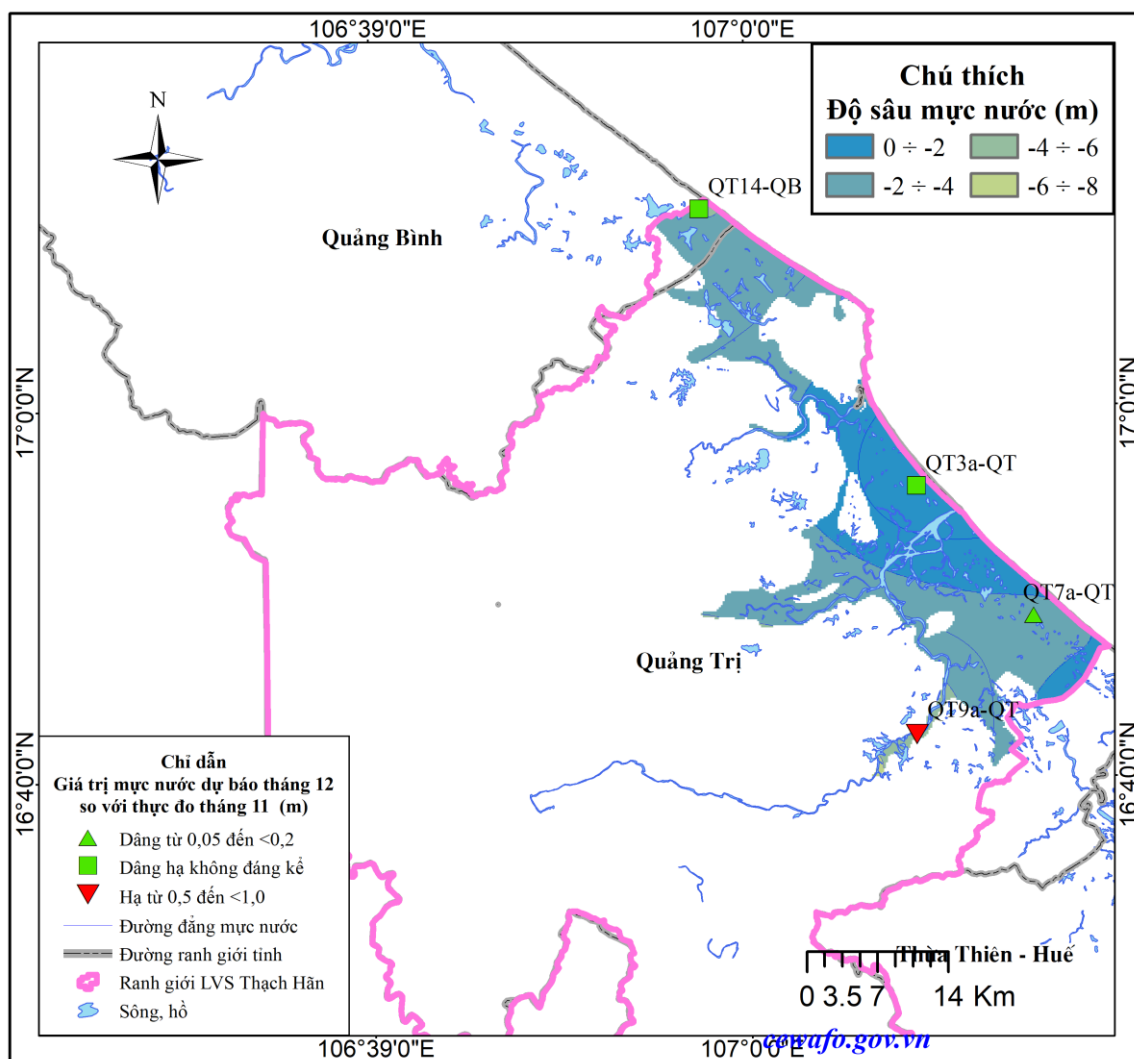 106°39'0"E
107°0'0"E
N
Chú thích
Độ sâu mực nước (m)
0 ÷ -2
-4 ÷ -6
-2 ÷ -4
-6 ÷ -8
QT14-QB
Quảng Bình
17°0'0"N
17°0'0"N
QT3a-QT
QT7a-QT
Quảng Trị
QT9a-QT
16°40'0"N
16°40'0"N
Chỉ dẫn
Giá trị mực nước dự báo tháng 12
so với thực đo tháng 11 (m)
Dâng từ 0,05 đến <0,2
Dâng hạ không đáng kể
Hạ từ 0,5 đến <1,0
Đường đẳng mực nước
Đường ranh giới tỉnh
Ranh giới LVS Thạch Hãn
Sông, hồ
Thừa Thiên - Huế
0 3.5 7 14 Km
cewafo.gov.vn
106°39'0"E
107°0'0"E